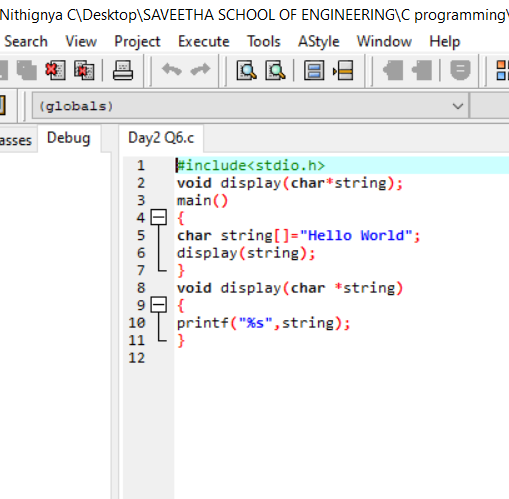 Nithignya C\Desktop\SAVEETHA SCHOOL OF ENGINEERING\C programming\
Search View Project Execute Tools AStyle Window Help
(globals)
asses Debug Day2 Q6.c
1 #include<stdio.h>
2 void display(char*string);
3 main()
4 {
5 char string[]="Hello World";
6 display(string);
7 }
8 void display(char *string)
9 {
10 printf("%s",string);
11 }
12